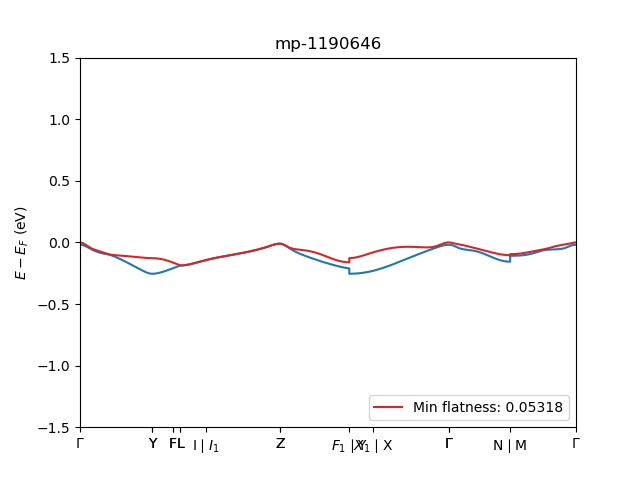 mp-1190646
E − E_F (eV)
1.5
1.0
0.5
0.0
−0.5
−1.0
−1.5
Min flatness: 0.05318
Γ Y F L I | I₁ Z F₁ | Y X₁ | X Γ N | M Γ